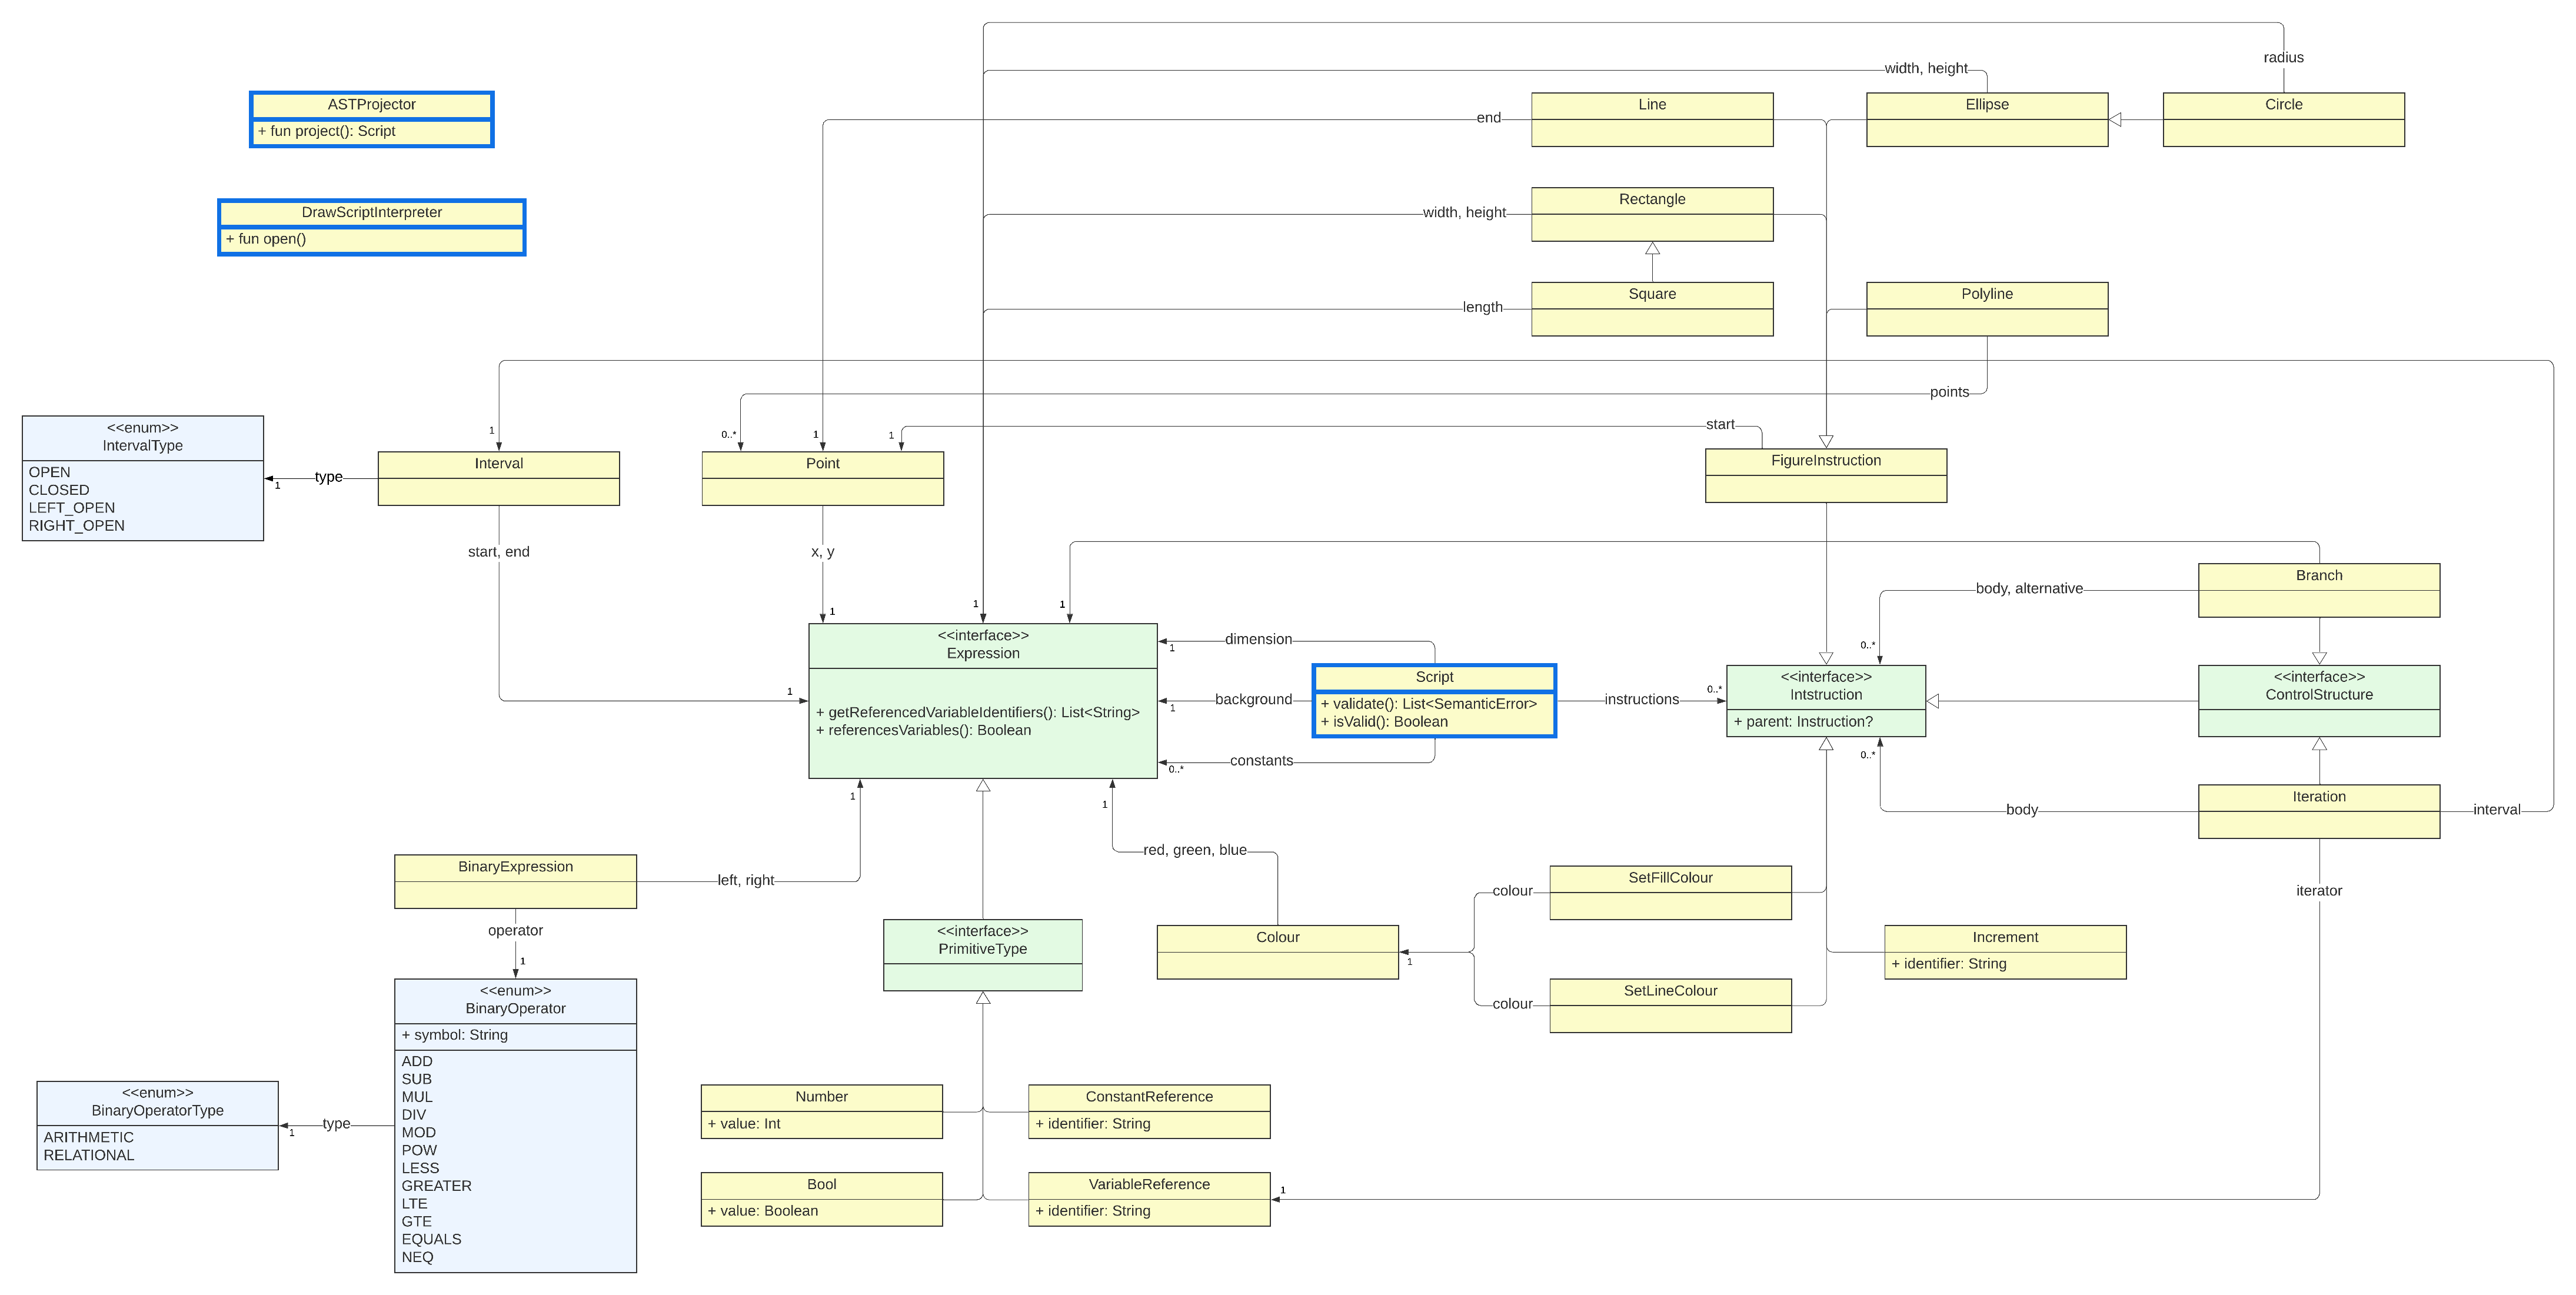 radius
width, height
ASTProjector
+ fun project(): Script
Line
Ellipse
Circle
end
DrawScriptInterpreter
+ fun open()
Rectangle
width, height
Square
length
Polyline
points
<<enum>>
IntervalType
OPEN
CLOSED
LEFT_OPEN
RIGHT_OPEN
type
1
1
Interval
0..*
1
1
Point
start
FigureInstruction
start, end
x, y
1
1
1
Branch
body, alternative
0..*
<<interface>>
Expression
+ getReferencedVariableIdentifiers(): List<String>
+ referencesVariables(): Boolean
1
dimension
1
background
1
constants
0..*
Script
+ validate(): List<SemanticError>
+ isValid(): Boolean
instructions
0..*
<<interface>>
Intstruction
+ parent: Instruction?
<<interface>>
ControlStructure
0..*
body
Iteration
interval
iterator
1
1
BinaryExpression
left, right
operator
1
red, green, blue
<<interface>>
PrimitiveType
Colour
1
colour
colour
SetFillColour
SetLineColour
Increment
+ identifier: String
<<enum>>
BinaryOperator
+ symbol: String
ADD
SUB
MUL
DIV
MOD
POW
LESS
GREATER
LTE
GTE
EQUALS
NEQ
<<enum>>
BinaryOperatorType
ARITHMETIC
RELATIONAL
1
type
Number
+ value: Int
ConstantReference
+ identifier: String
Bool
+ value: Boolean
VariableReference
+ identifier: String
1